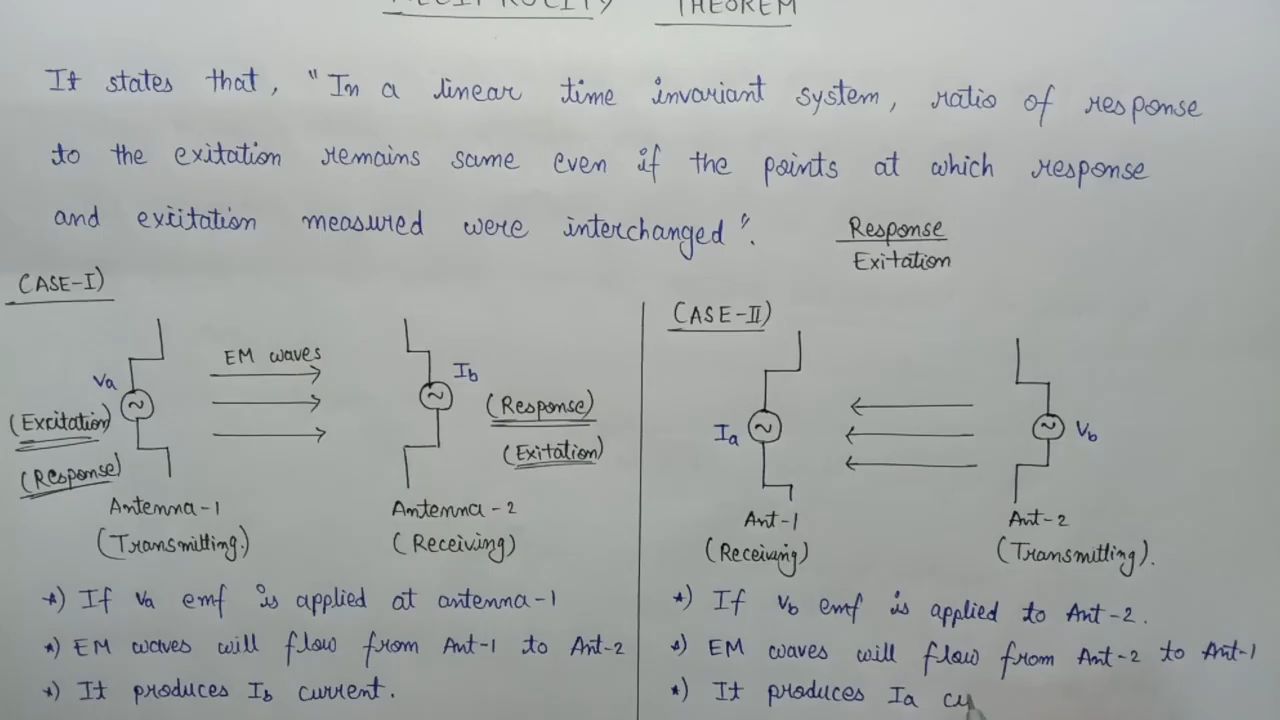 RECIPROCITY THEOREM
It states that, "In a linear time invariant system, ratio of response
to the exitation remains same even if the points at which response
and exiitation measured were interchanged".
Response
Exitation
CASE-I)
Va
(Excitation)
(Response)
EM waves
Ib
(Response)
(Exitation)
Antenna-1
(Transmitting)
Antenna-2
(Receiving)
*) If Va emf is applied at antenna-1
*) EM waves will flow from Ant-1 to Ant-2
*) It produces Ib current.
CASE-II)
Ia
Vb
Ant-1
(Receiving)
Ant-2
(Transmitting).
*) If Vb emf is applied to Ant-2.
*) EM waves will flow from Ant-2 to Ant-1
*) It produces Ia